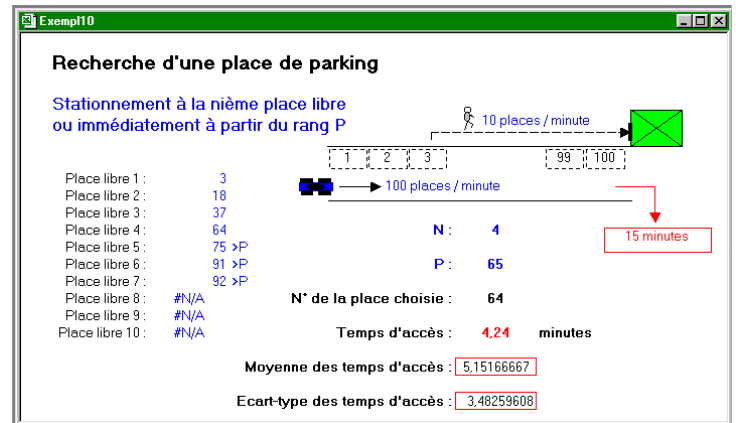 Exempl10
Recherche d'une place de parking
Stationnement à la nième place libre
ou immédiatement à partir du rang P
10 places / minute
1 2 3 99 100
100 places / minute
15 minutes
Place libre 1 : 3
Place libre 2 : 18
Place libre 3 : 37
Place libre 4 : 64
Place libre 5 : 75 >P
Place libre 6 : 91 >P
Place libre 7 : 92 >P
Place libre 8 : #N/A
Place libre 9 : #N/A
Place libre 10 : #N/A
N : 4
P : 65
N° de la place choisie : 64
Temps d'accès : 4,24 minutes
Moyenne des temps d'accès : 5,15166667
Ecart-type des temps d'accès : 3,48259608